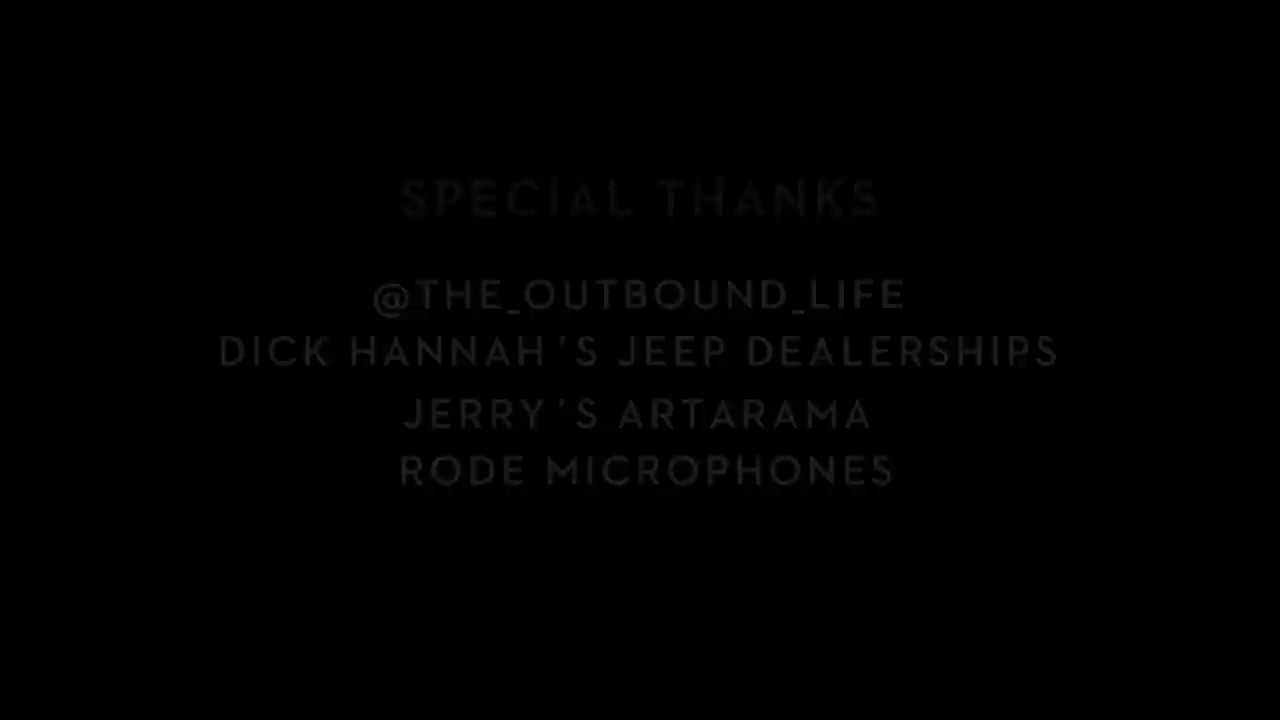 SPECIAL THANKS
@THE_OUTBOUND_LIFE
DICK HANNAH'S JEEP DEALERSHIPS
JERRY'S ARTARAMA
RODE MICROPHONES